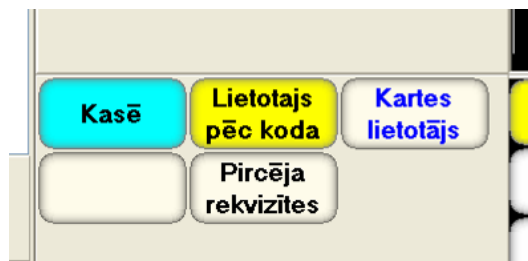 Kasē
Lietotajs
pēc koda
Kartes
lietotājs
Pircēja
rekvizītes